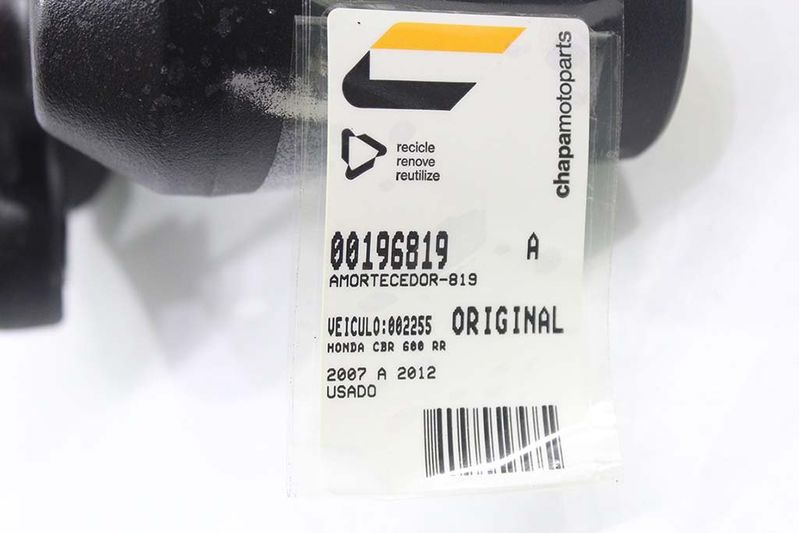 chapamotoparts
recicle
renove
reutilize
00196819 A
AMORTECEDOR-819
VEICULO:002255 ORIGINAL
HONDA CBR 600 RR
2007 A 2012
USADO